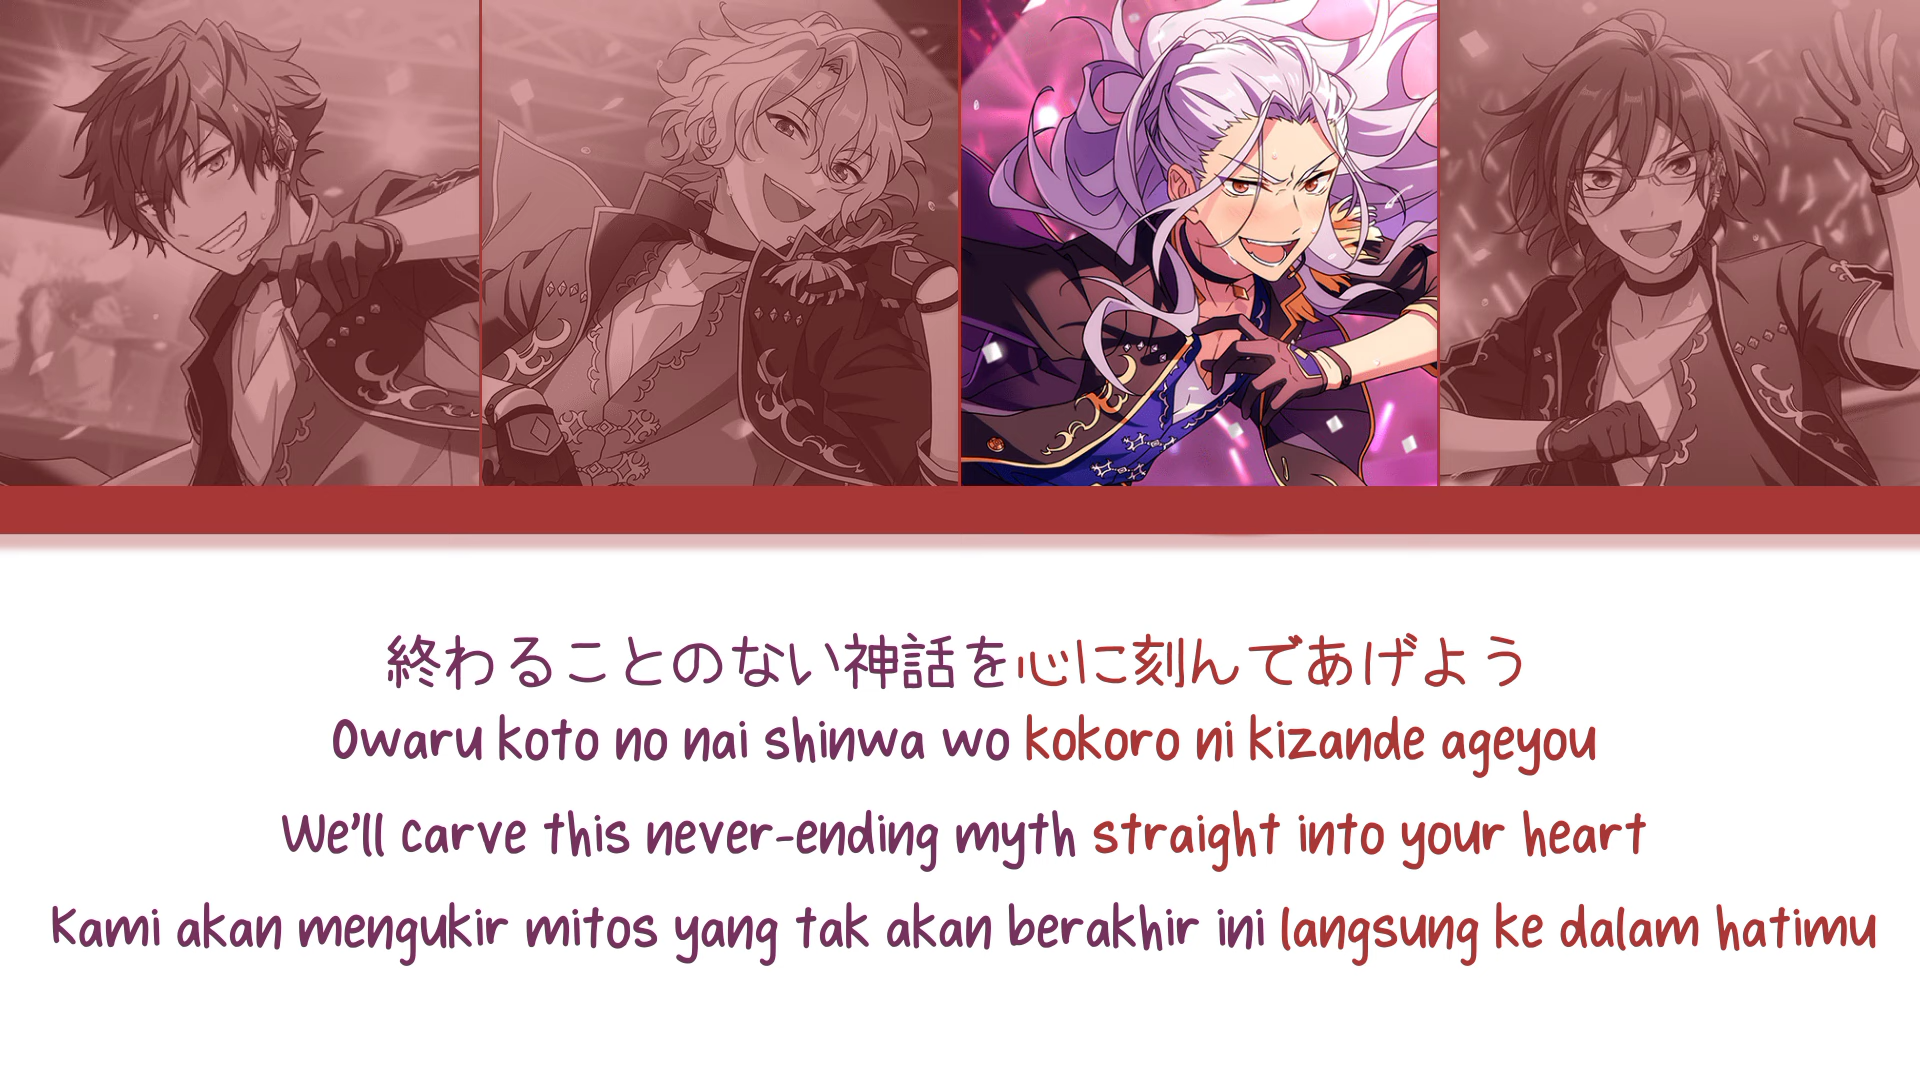 終わることのない神話を心に刻んであげよう
Owaru koto no nai shinwa wo kokoro ni kizande ageyou
We'll carve this never-ending myth straight into your heart
Kami akan mengukir mitos yang tak akan berakhir ini langsung ke dalam hatimu